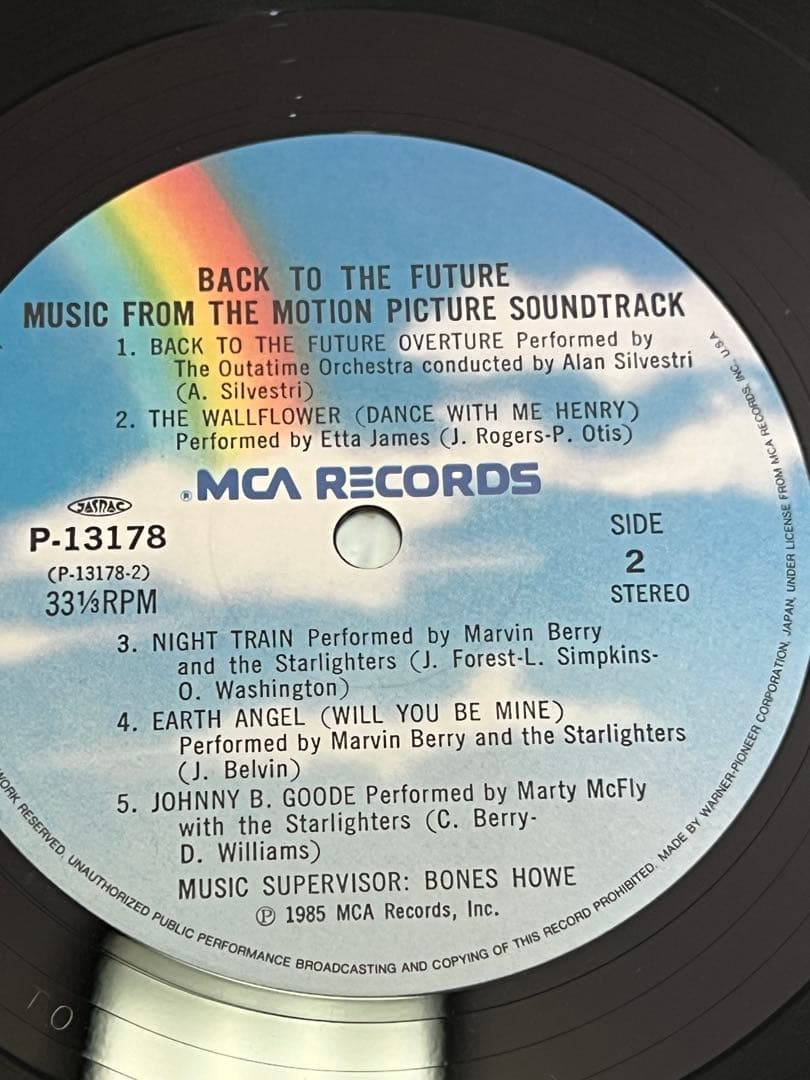 BACK TO THE FUTURE
MUSIC FROM THE MOTION PICTURE SOUNDTRACK
1. BACK TO THE FUTURE OVERTURE Performed by
The Outatime Orchestra conducted by Alan Silvestri
(A. Silvestri)
2. THE WALLFLOWER (DANCE WITH ME HENRY)
Performed by Etta James (J. Rogers-P. Otis)
® MCA RECORDS
JASRAC
P-13178
(P-13178-2)
33⅓RPM
SIDE
2
STEREO
3. NIGHT TRAIN Performed by Marvin Berry
and the Starlighters (J. Forest-L. Simpkins-
O. Washington)
4. EARTH ANGEL (WILL YOU BE MINE)
Performed by Marvin Berry and the Starlighters
(J. Belvin)
5. JOHNNY B. GOODE Performed by Marty McFly
with the Starlighters (C. Berry-
D. Williams)
MUSIC SUPERVISOR: BONES HOWE
℗ 1985 MCA Records, Inc.
WORK RESERVED. UNAUTHORIZED PUBLIC PERFORMANCE BROADCASTING AND COPYING OF THIS RECORD PROHIBITED. MADE BY WARNER-PIONEER CORPORATION, JAPAN, UNDER LICENSE FROM MCA RECORDS, INC., U.S.A
TO